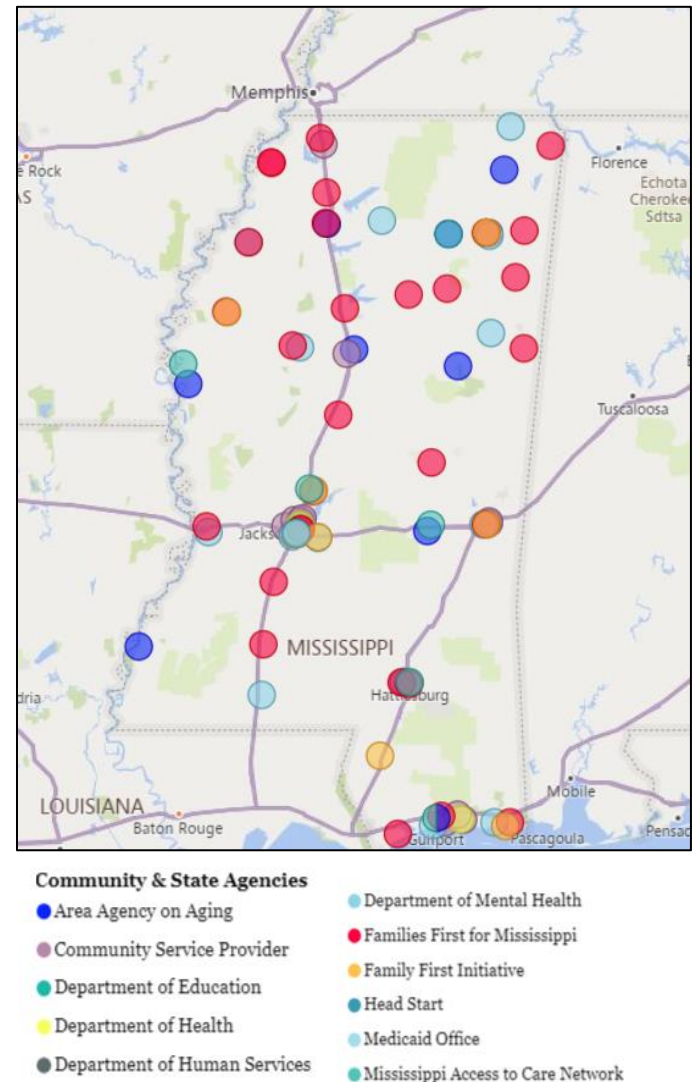 Memphis
e Rock
Florence
AS
Echota
Cherokee
Sdtsa
Tuscaloosa
Jacks
MISSISSIPPI
Hattiesburg
dria
Mobile
LOUISIANA
Baton Rouge
Gulfport
Pascagoula
Pensac
Community & State Agencies
Area Agency on Aging
Community Service Provider
Department of Education
Department of Health
Department of Human Services
Department of Mental Health
Families First for Mississippi
Family First Initiative
Head Start
Medicaid Office
Mississippi Access to Care Network